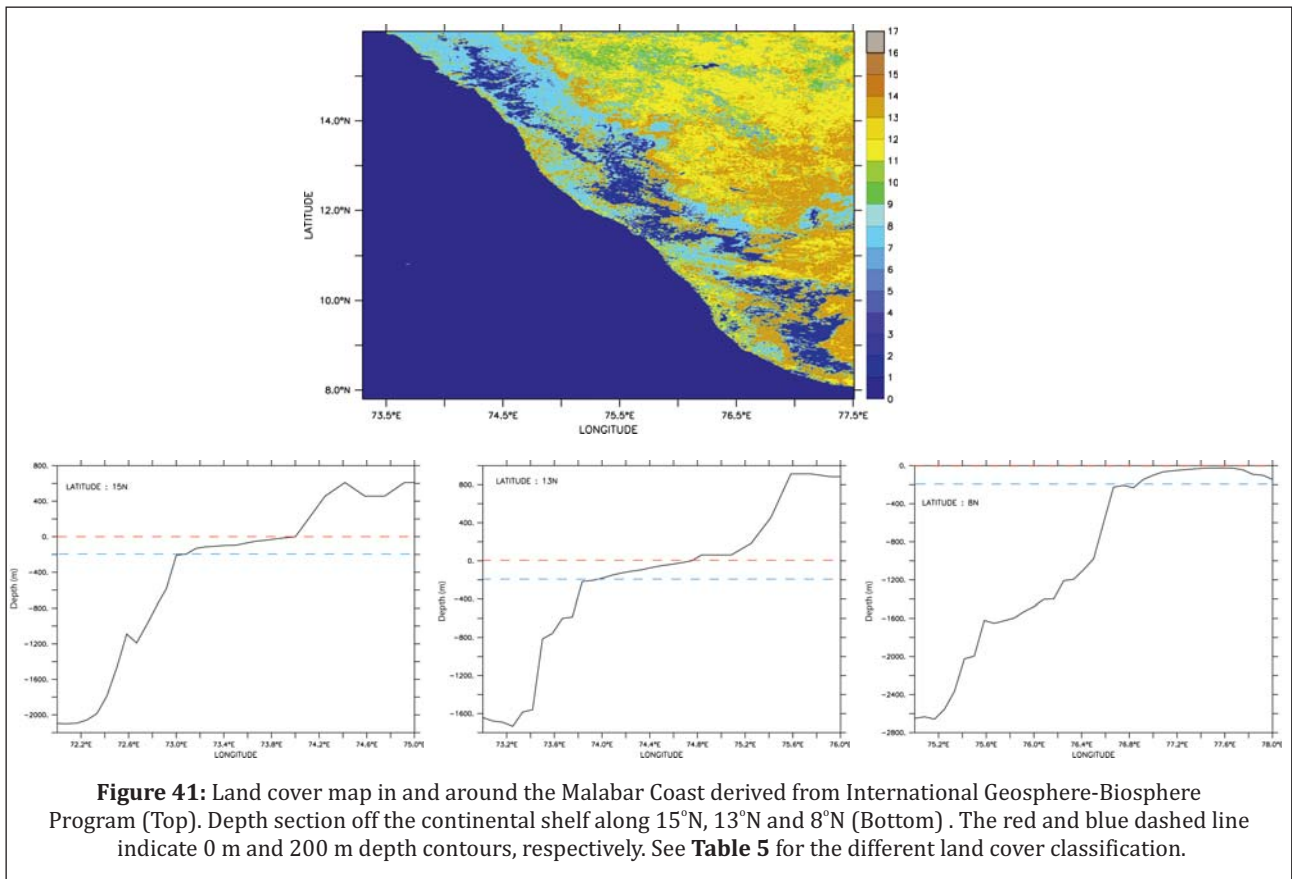 17
16
15
14
13
12
11
10
9
8
7
6
5
4
3
2
1
0
14.0°N
12.0°N
10.0°N
8.0°N
LATITUDE
73.5°E 74.5°E 75.5°E 76.5°E 77.5°E
LONGITUDE
LATITUDE : 15N
800.
400.
0.
-400.
-800.
-1200.
-1600.
-2000.
Depth (m)
72.2°E 72.6°E 73.0°E 73.4°E 73.8°E 74.2°E 74.6°E 75.0°E
LONGITUDE
LATITUDE : 13N
800.
400.
0.
-400.
-800.
-1200.
-1600.
Depth (m)
73.2°E 73.6°E 74.0°E 74.4°E 74.8°E 75.2°E 75.6°E 76.0°E
LONGITUDE
LATITUDE : 8N
0.
-400.
-800.
-1200.
-1600.
-2000.
-2400.
-2800.
Depth (m)
75.2°E 75.6°E 76.0°E 76.4°E 76.8°E 77.2°E 77.6°E 78.0°E
LONGITUDE
Figure 41: Land cover map in and around the Malabar Coast derived from International Geosphere-Biosphere
Program (Top). Depth section off the continental shelf along 15°N, 13°N and 8°N (Bottom) . The red and blue dashed line
indicate 0 m and 200 m depth contours, respectively. See Table 5 for the different land cover classification.